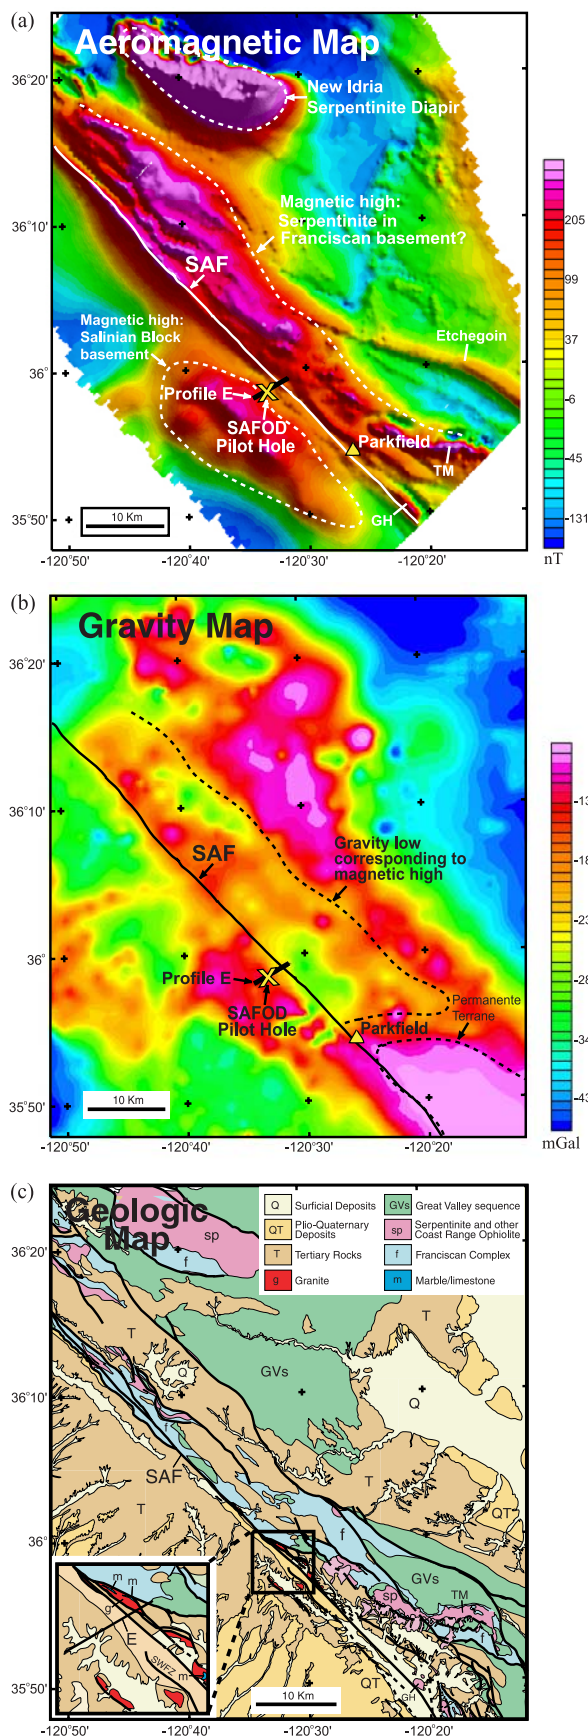 (a)
Aeromagnetic Map
36°20'
New Idria
Serpentinite Diapir
36°10'
Magnetic high:
Serpentinite in
Franciscan basement?
SAF
Magnetic high:
Salinian Block
basement
Etchegoin
36°
Profile E
SAFOD
Pilot Hole
Parkfield
TM
GH
35°50'
10 Km
-120°50'
-120°40'
-120°30'
-120°20'
205
99
37
-6
-45
-131
nT
(b)
Gravity Map
36°20'
36°10'
SAF
Gravity low
corresponding to
magnetic high
36°
Profile E
SAFOD
Pilot Hole
Permanente
Terrane
Parkfield
35°50'
10 Km
-120°50'
-120°40'
-120°30'
-120°20'
-13
-18
-23
-29
-34
-43
mGal
(c)
Geologic
Map
Q Surficial Deposits
QT Plio-Quaternary
Deposits
T Tertiary Rocks
g Granite
GVs Great Valley sequence
sp Serpentinite and other
Coast Range Ophiolite
f Franciscan Complex
m Marble/limestone
sp
f
36°20'
T
T
Q
GVs
Q
36°10'
f
SAF
T
T
QT
36°
f
GVs
TM
sp
f
m
m
g
E
SWFZ
m
QT
GH
35°50'
10 Km
-120°50'
-120°40'
-120°30'
-120°20'